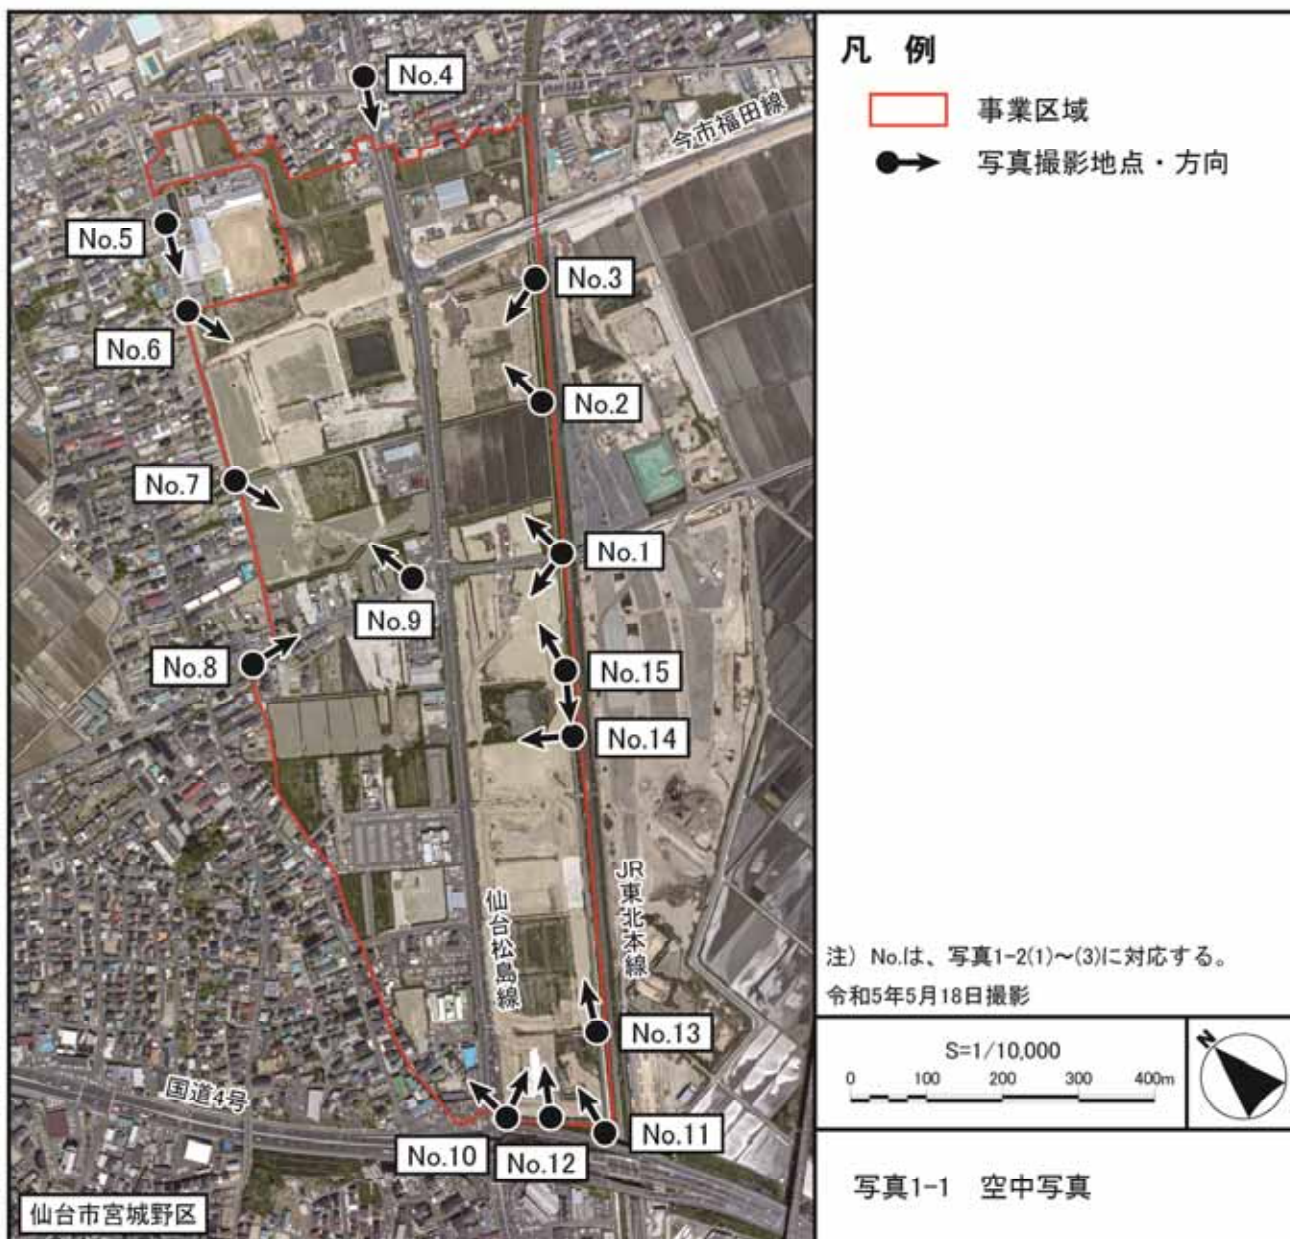 No.4
今市福田線
No.5
No.3
No.6
No.2
No.7
No.1
No.9
No.8
No.15
No.14
JR東北本線
仙台松島線
No.13
国道4号
No.10
No.12
No.11
仙台市宮城野区
凡 例
事業区域
写真撮影地点・方向
注) No.は、写真1-2(1)～(3)に対応する。
令和5年5月18日撮影
S=1/10,000
0 100 200 300 400m
N
写真1-1 空中写真